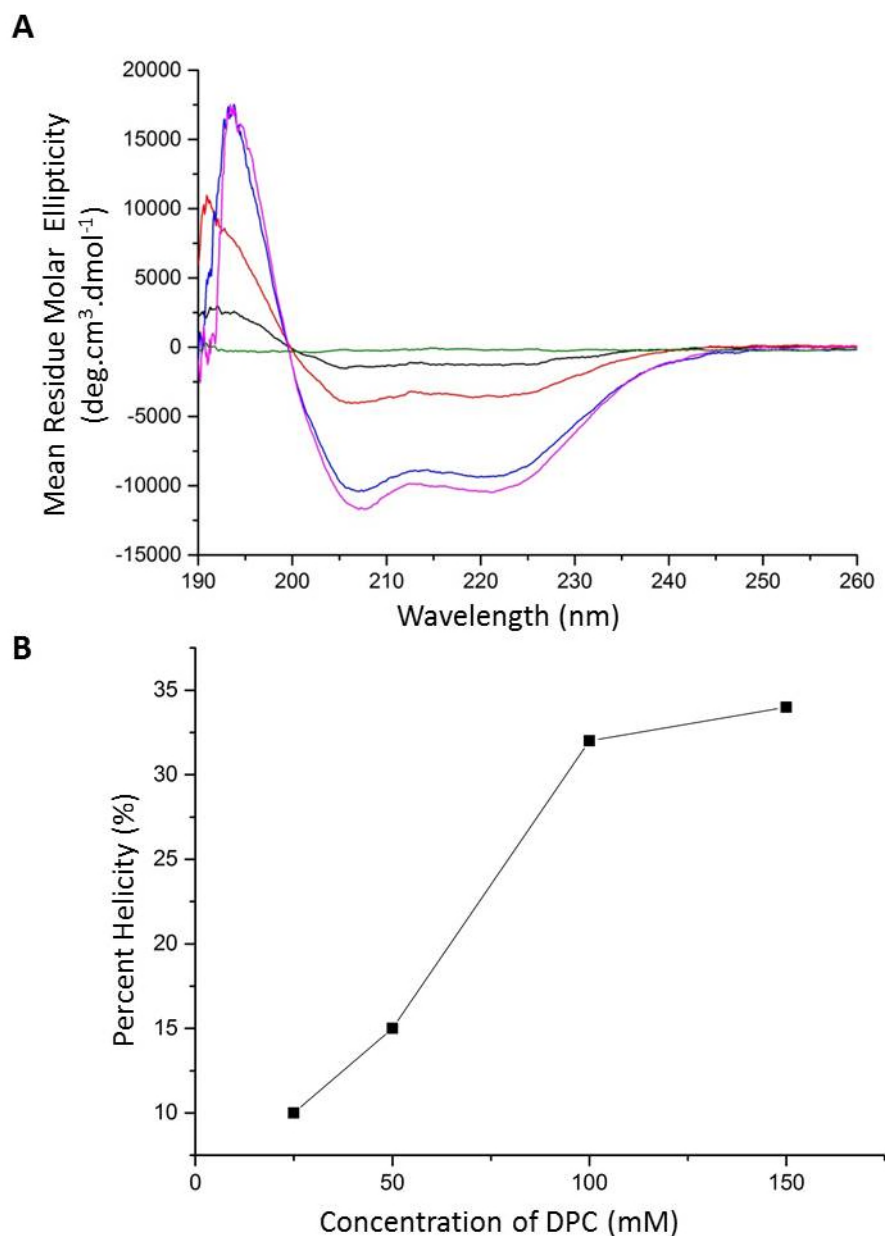 A
Mean Residue Molar Ellipticity
(deg.cm³.dmol⁻¹)
20000
15000
10000
5000
0
-5000
-10000
-15000
190 200 210 220 230 240 250 260
Wavelength (nm)
B
Percent Helicity (%)
35
30
25
20
15
10
0 50 100 150
Concentration of DPC (mM)